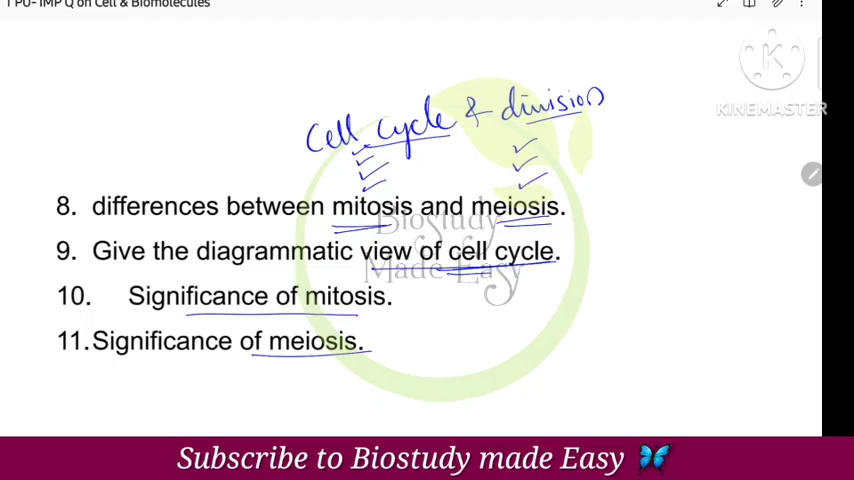 1 PU- IMP Q on Cell & Biomolecules
KINEMASTER
Cell cycle & division
8. differences between mitosis and meiosis.
9. Give the diagrammatic view of cell cycle.
10. Significance of mitosis.
11. Significance of meiosis.
Biostudy
Made Easy
Subscribe to Biostudy made Easy 🦋